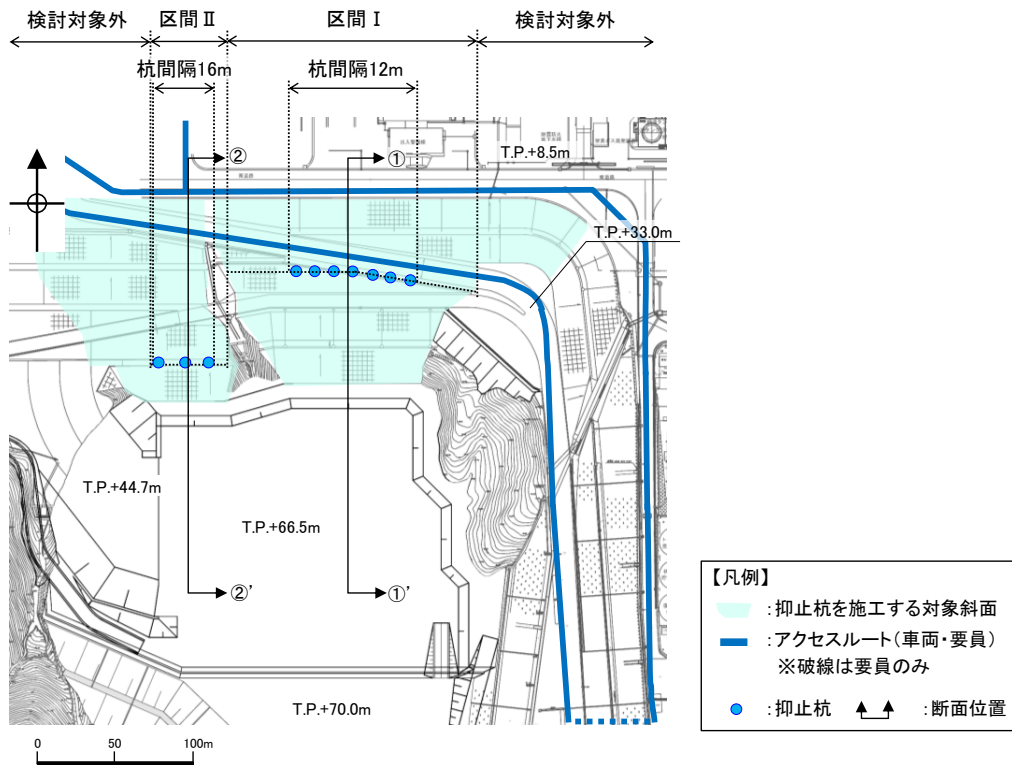 検討対象外
区間Ⅱ
区間Ⅰ
検討対象外
杭間隔16m
杭間隔12m
②
①
T.P.+8.5m
T.P.+33.0m
T.P.+44.7m
T.P.+66.5m
②'
①'
T.P.+70.0m
0 50 100m
【凡例】
:抑止杭を施工する対象斜面
:アクセスルート(車両・要員)
※破線は要員のみ
:抑止杭
:断面位置